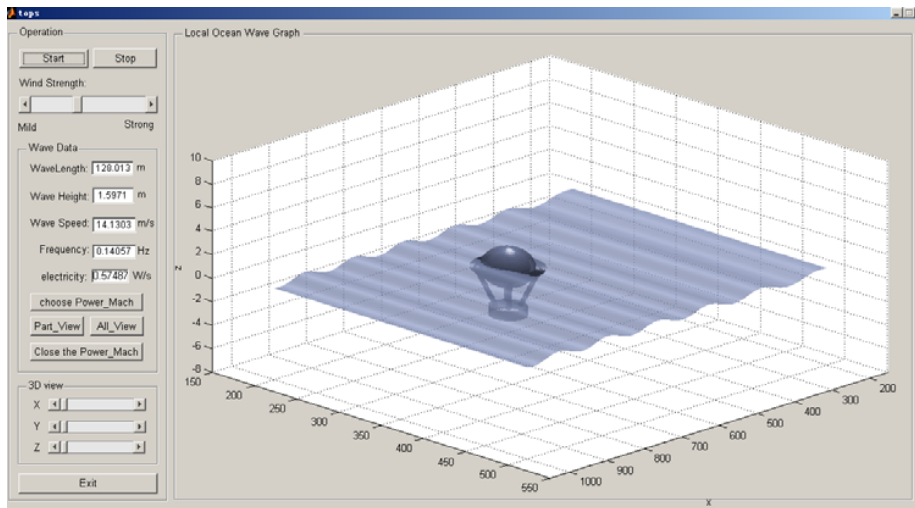 taps
Operation
Start
Stop
Wind Strength:
Mild
Strong
Wave Data
WaveLength: 128.013 m
Wave Height: 1.5971 m
Wave Speed: 14.1303 m/s
Frequency: 0.14057 Hz
electricity: 0.57487 W/s
choose Power_Mach
Part_View
All_View
Close the Power_Mach
3D view
X
Y
Z
Exit
Local Ocean Wave Graph
10
8
6
4
2
0
-2
-4
-6
-8
z
150
200
250
300
350
400
450
500
550
1000
900
800
700
600
500
400
300
200
x